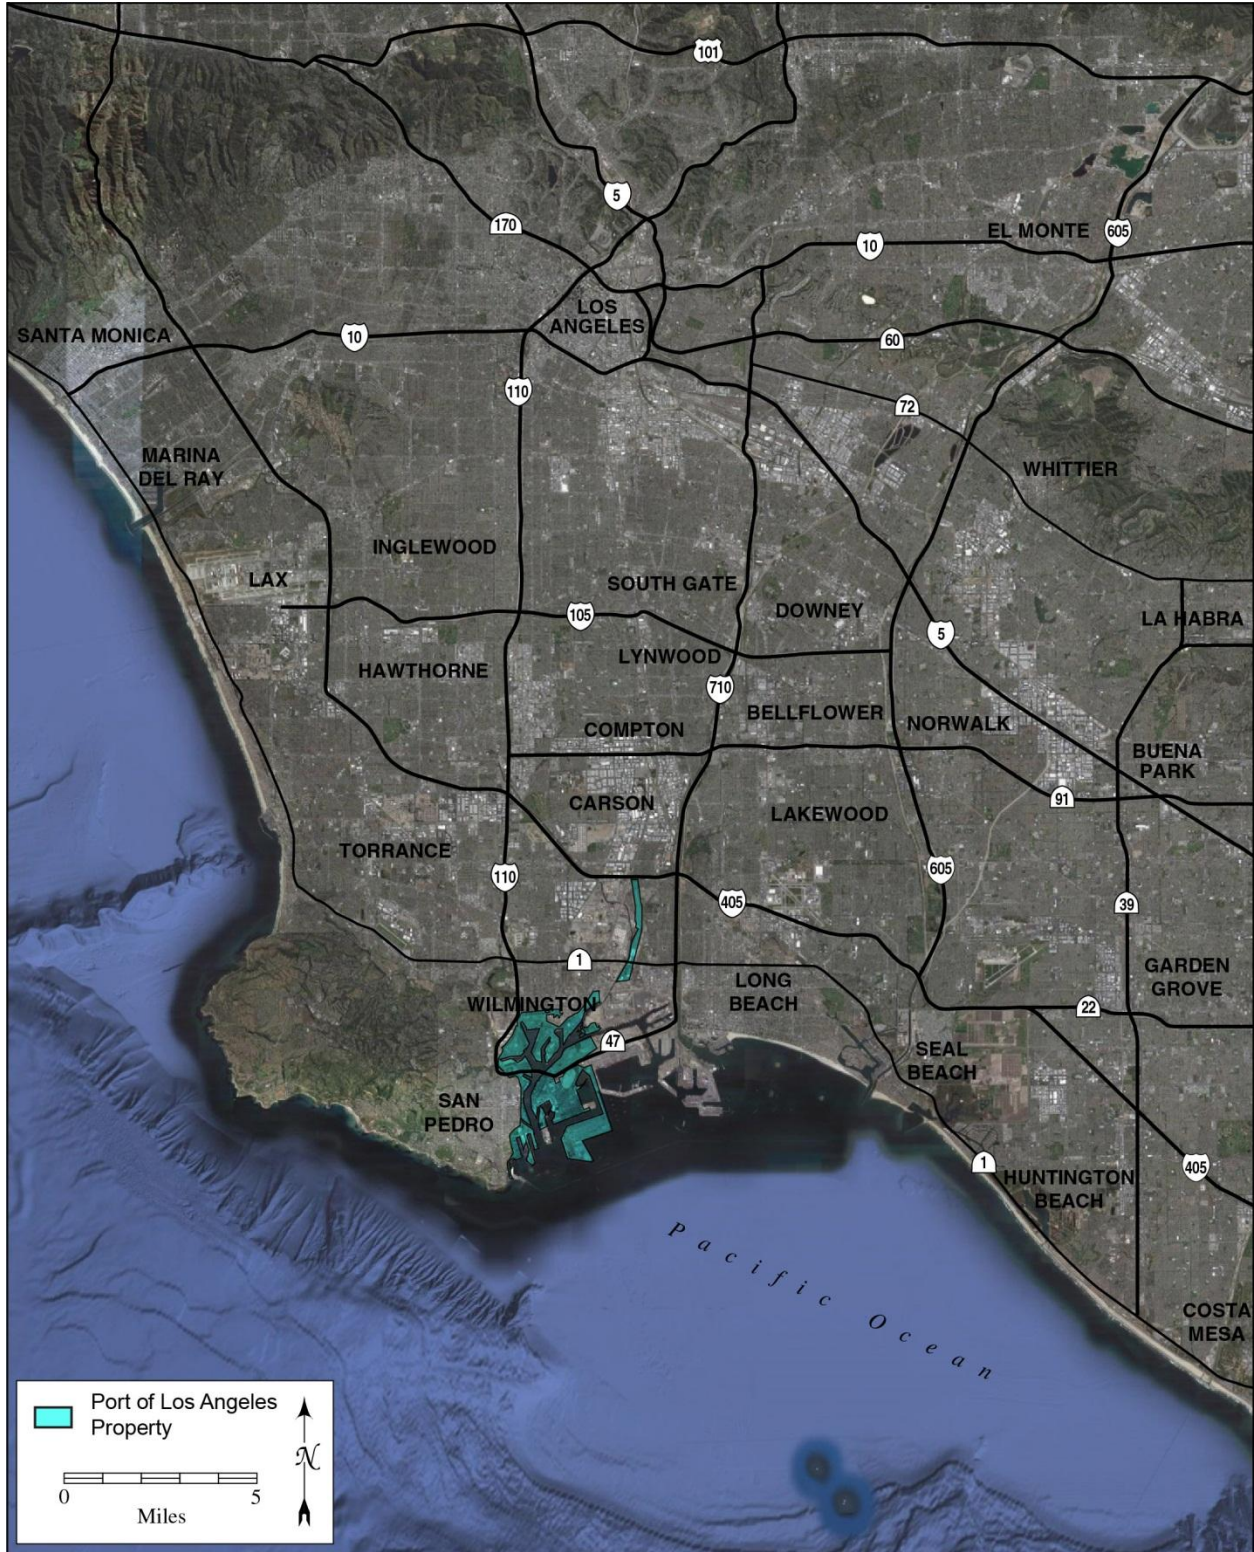 101
5
170
10
EL MONTE
605
LOS
ANGELES
SANTA MONICA
10
60
110
72
MARINA
DEL RAY
WHITTIER
INGLEWOOD
LAX
SOUTH GATE
DOWNEY
105
LA HABRA
5
HAWTHORNE
LYNWOOD
710
BELLFLOWER
NORWALK
COMPTON
BUENA
PARK
CARSON
LAKEWOOD
91
TORRANCE
110
605
405
39
1
LONG
BEACH
GARDEN
GROVE
WILMINGTON
22
47
SEAL
BEACH
SAN
PEDRO
1
HUNTINGTON
BEACH
405
Pacific Ocean
COSTA
MESA
Port of Los Angeles
Property
N
0 5
Miles